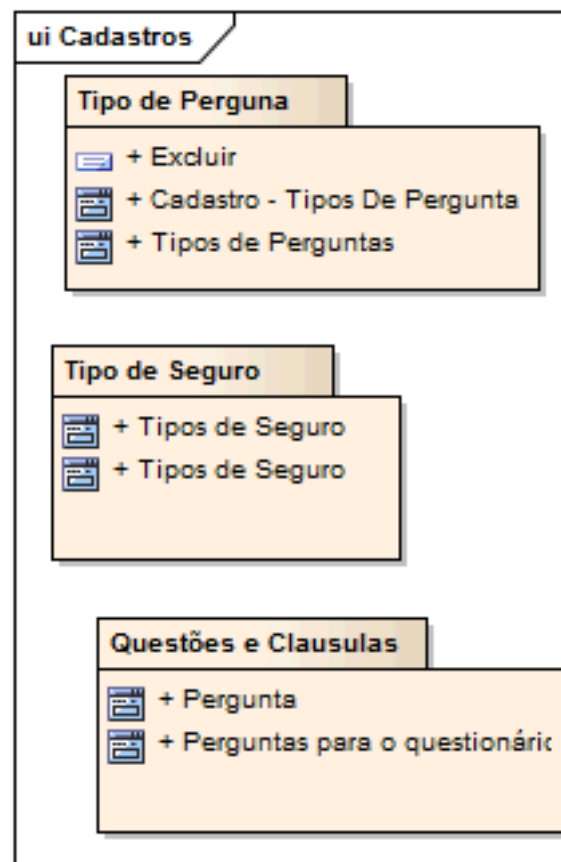 ui Cadastros
Tipo de Perguna
+ Excluir
+ Cadastro - Tipos De Pergunta
+ Tipos de Perguntas
Tipo de Seguro
+ Tipos de Seguro
+ Tipos de Seguro
Questões e Clausulas
+ Pergunta
+ Perguntas para o questionáric